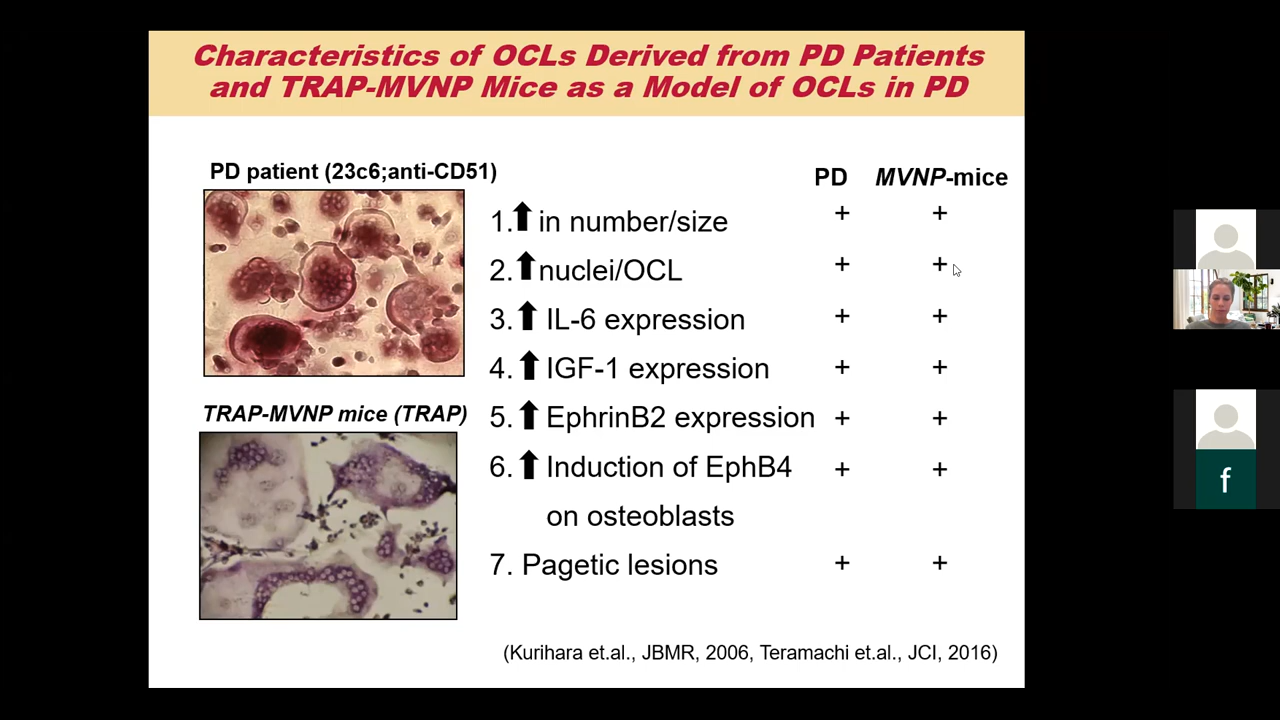 Characteristics of OCLs Derived from PD Patients
and TRAP-MVNP Mice as a Model of OCLs in PD
PD patient (23c6;anti-CD51)
TRAP-MVNP mice (TRAP)
PD MVNP-mice
1.⬆ in number/size + +
2.⬆ nuclei/OCL + +
3.⬆ IL-6 expression + +
4.⬆ IGF-1 expression + +
5.⬆ EphrinB2 expression + +
6.⬆ Induction of EphB4 + +
on osteoblasts
7. Pagetic lesions + +
(Kurihara et.al., JBMR, 2006, Teramachi et.al., JCI, 2016)
f